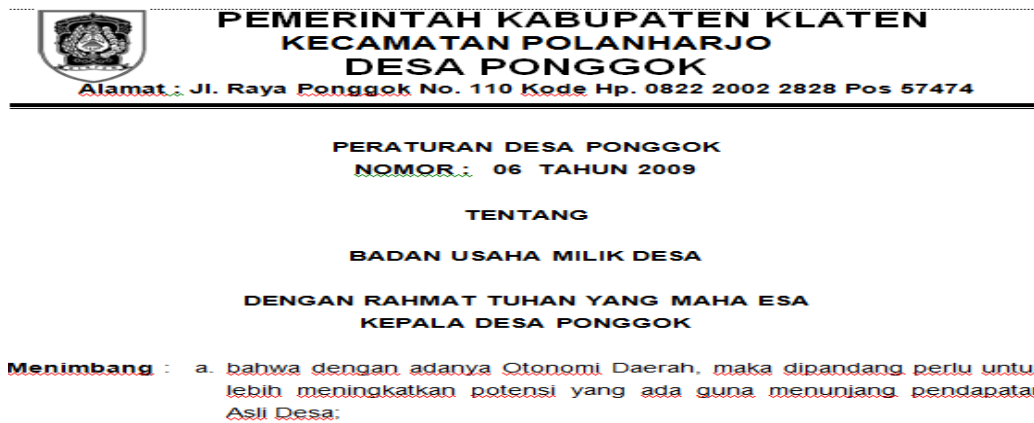 PEMERINTAH KABUPATEN KLATEN
KECAMATAN POLANHARJO
DESA PONGGOK
Alamat : Jl. Raya Ponggok No. 110 Kode Hp. 0822 2002 2828 Pos 57474
PERATURAN DESA PONGGOK
NOMOR : 06 TAHUN 2009
TENTANG
BADAN USAHA MILIK DESA
DENGAN RAHMAT TUHAN YANG MAHA ESA
KEPALA DESA PONGGOK
Menimbang : a. bahwa dengan adanya Otonomi Daerah, maka dipandang perlu untu
lebih meningkatkan potensi yang ada guna menunjang pendapata
Asli Desa;